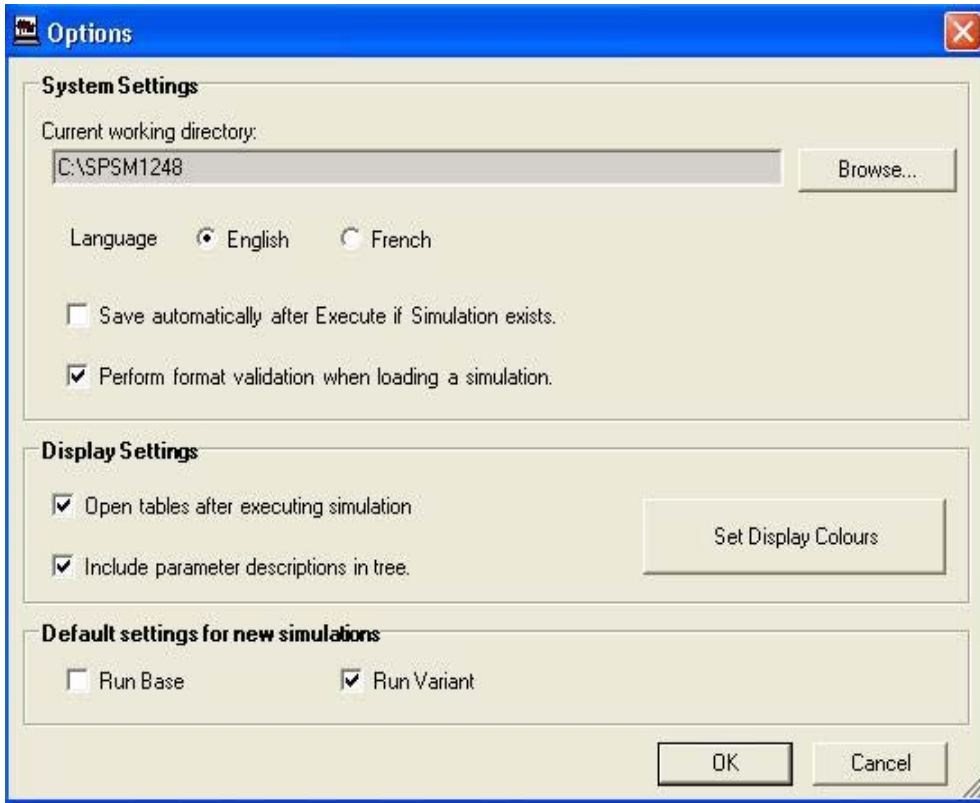 Options
System Settings
Current working directory:
C:\SPSM1248
Browse...
Language English French
Save automatically after Execute if Simulation exists.
Perform format validation when loading a simulation.
Display Settings
Open tables after executing simulation
Set Display Colours
Include parameter descriptions in tree.
Default settings for new simulations
Run Base Run Variant
OK Cancel